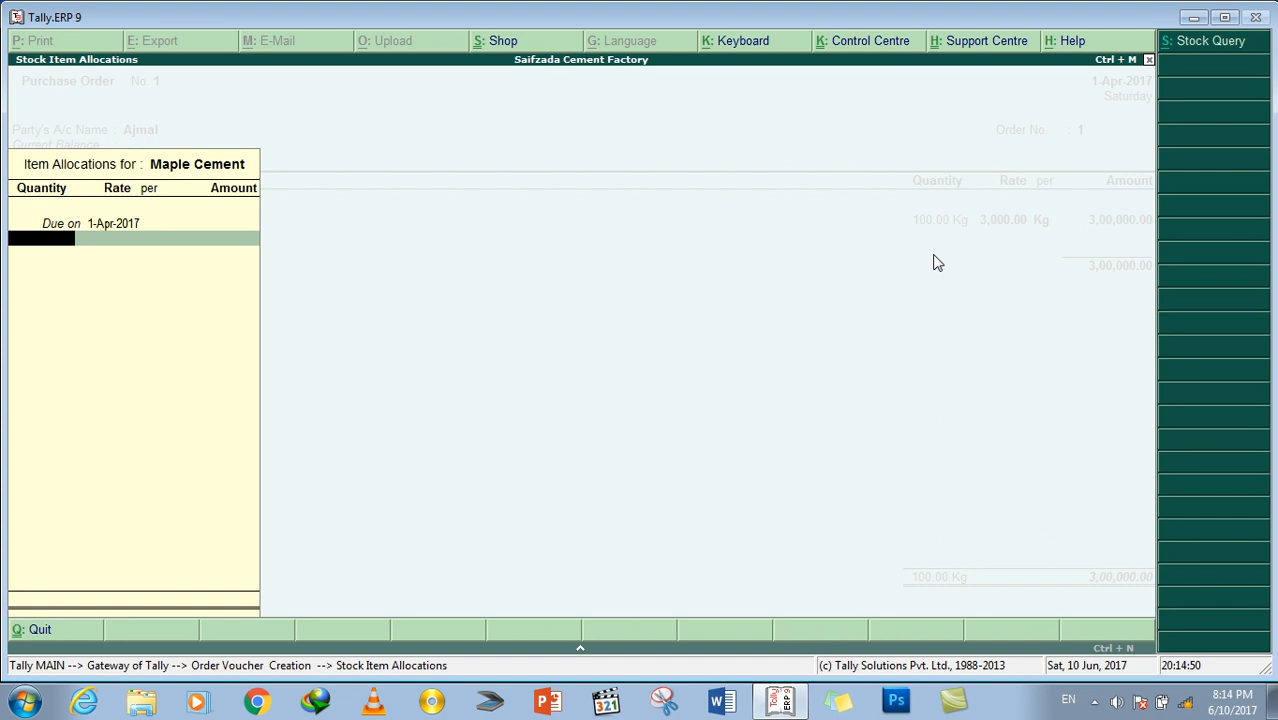 Tally.ERP 9
P: Print E: Export M: E-Mail O: Upload S: Shop G: Language K: Keyboard K: Control Centre H: Support Centre H: Help S: Stock Query
Stock Item Allocations Saifzada Cement Factory Ctrl + M
Purchase Order No. 1 1-Apr-2017
Saturday
Party's A/c Name : Ajmal Order No. : 1
Current Balance :
Item Allocations for : Maple Cement
Quantity Rate per Amount Quantity Rate per Amount
100.00 Kg 3,000.00 Kg 3,00,000.00
Due on 1-Apr-2017
3,00,000.00
100.00 Kg 3,00,000.00
Q: Quit
Ctrl + N
Tally MAIN --> Gateway of Tally --> Order Voucher Creation --> Stock Item Allocations (c) Tally Solutions Pvt. Ltd., 1988-2013 Sat, 10 Jun, 2017 20:14:50
321 W Tally ERP 9 Ps EN 8:14 PM
6/10/2017